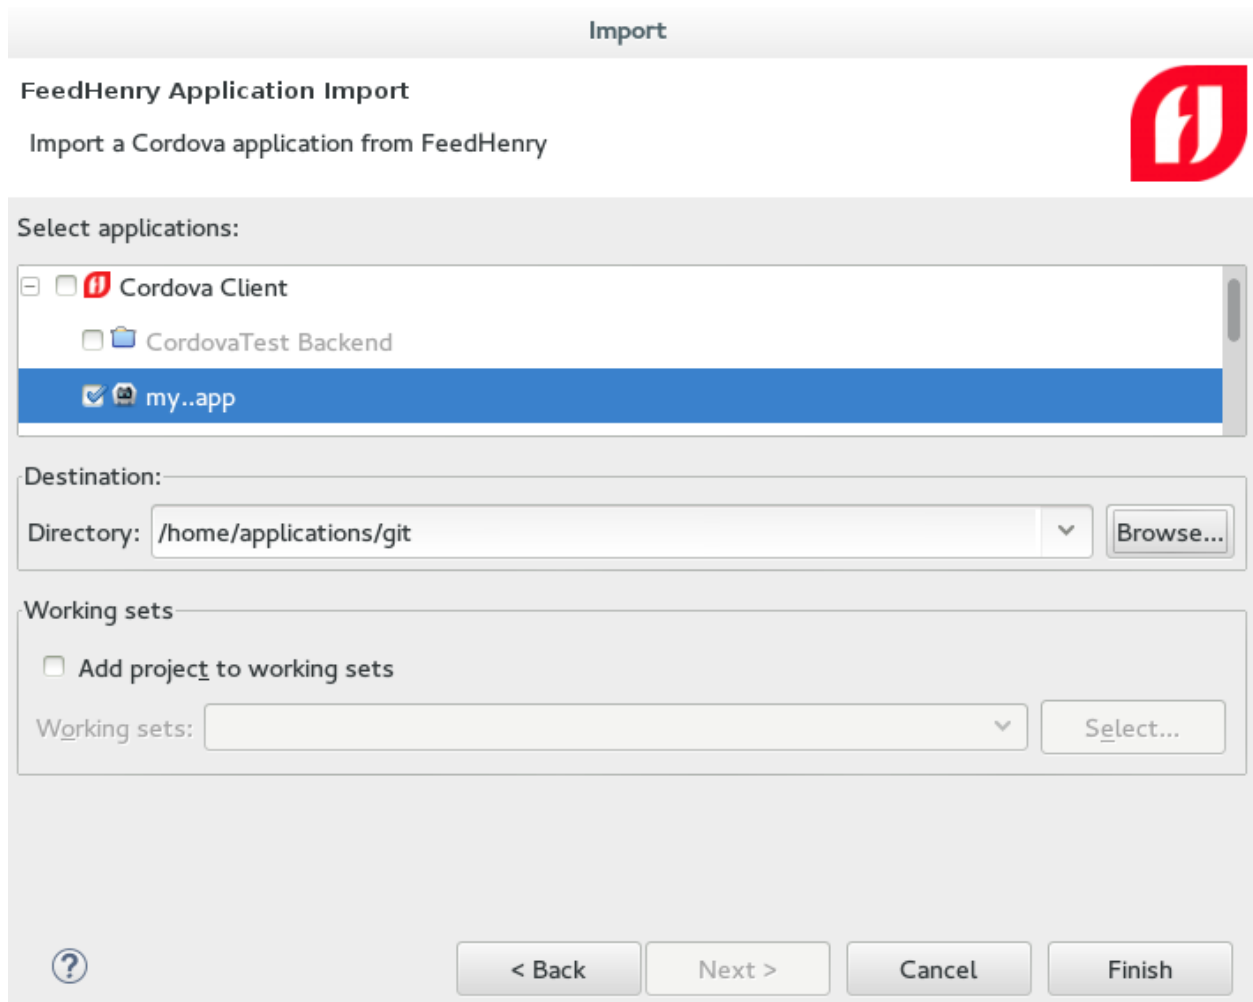 Import
FeedHenry Application Import
Import a Cordova application from FeedHenry
Select applications:
Cordova Client
CordovaTest Backend
my..app
Destination:
Directory: /home/applications/git Browse...
Working sets
Add project to working sets
Working sets: Select...
? < Back Next > Cancel Finish